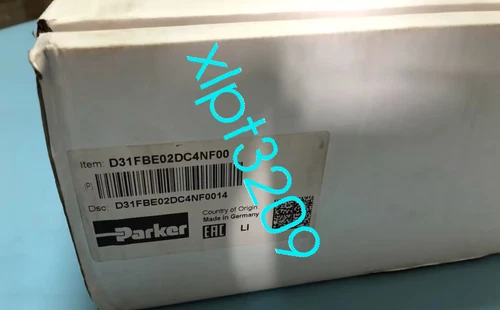 Item: D31FBE02DC4NF00
P
Dsc: D31FBE02DC4NF0014
Parker
Country of Origin
Made in Germany
EAC
LI
xlpt3209